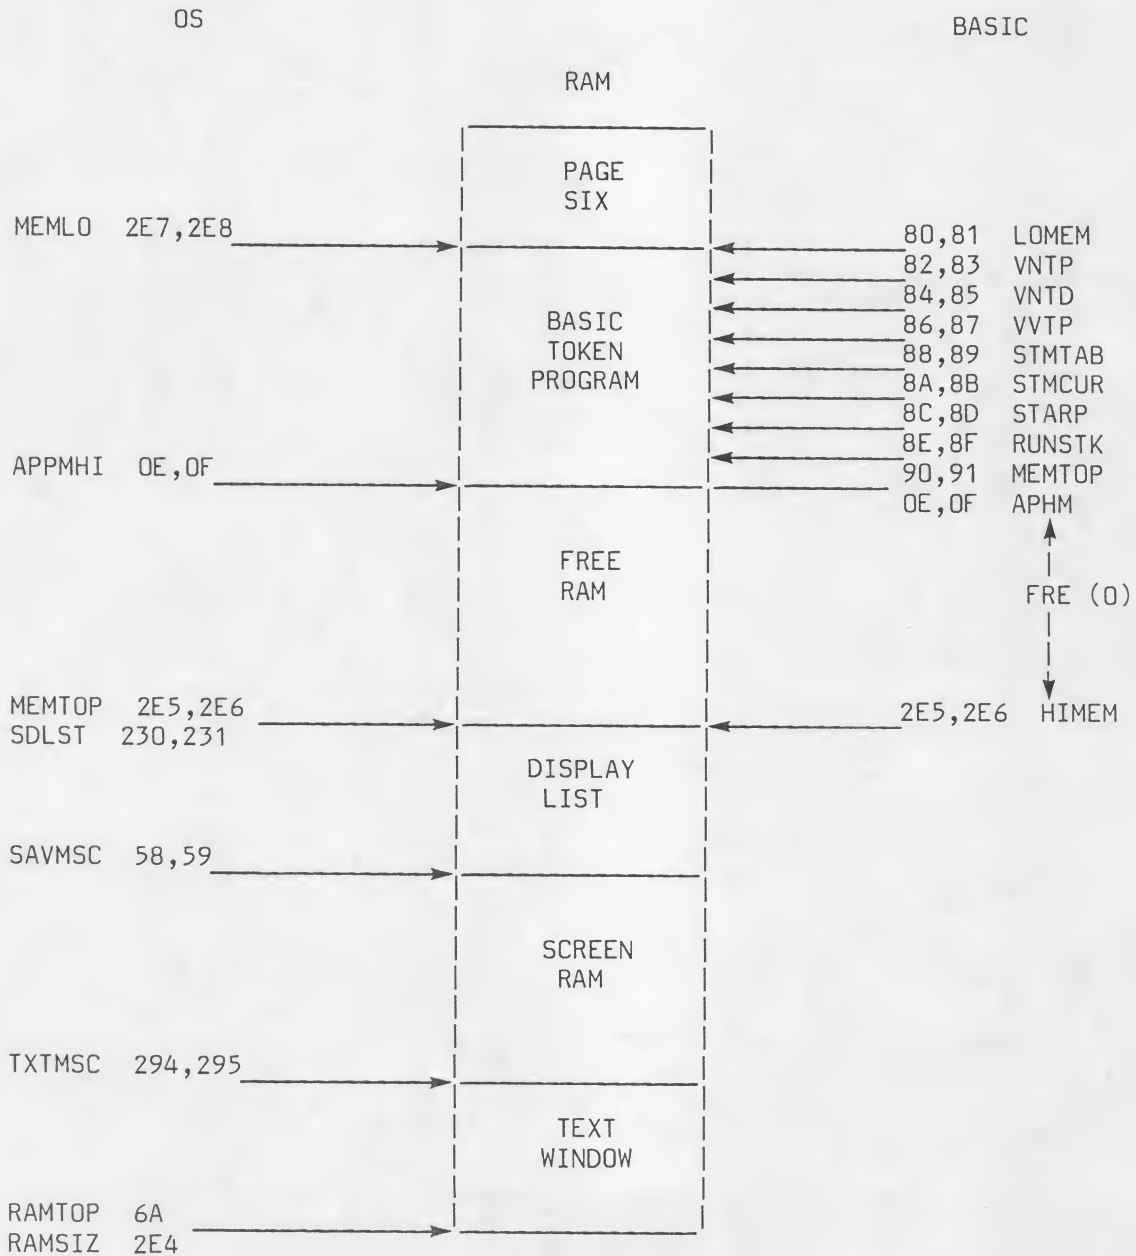 OS
BASIC
RAM
PAGE
SIX
MEMLO 2E7,2E8
80,81 LOMEM
82,83 VNTP
84,85 VNTD
86,87 VVTP
88,89 STMTAB
8A,8B STMCUR
8C,8D STARP
8E,8F RUNSTK
90,91 MEMTOP
0E,0F APHM
BASIC
TOKEN
PROGRAM
APPMHI 0E,0F
FREE
RAM
FRE (0)
MEMTOP 2E5,2E6
SDLST 230,231
2E5,2E6 HIMEM
DISPLAY
LIST
SAVMSC 58,59
SCREEN
RAM
TXTMSC 294,295
TEXT
WINDOW
RAMTOP 6A
RAMSIZ 2E4